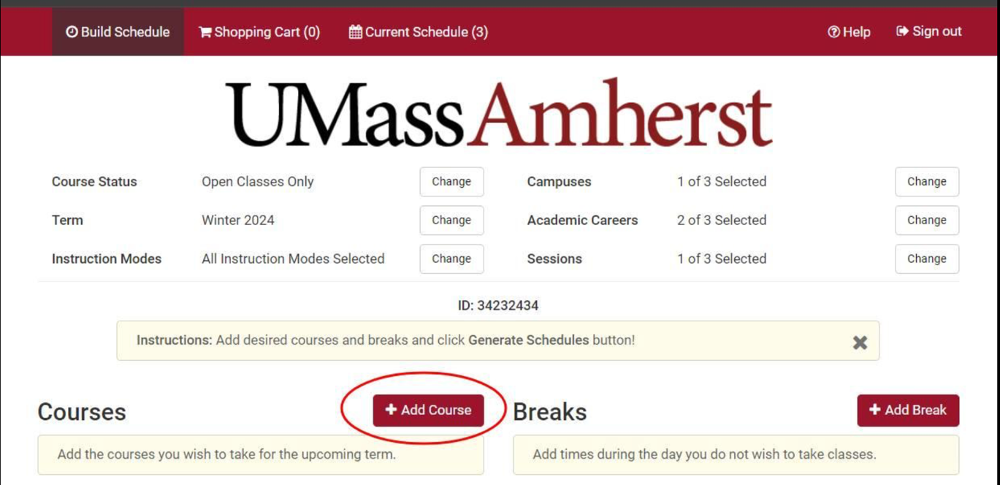 Build Schedule Shopping Cart (0) Current Schedule (3) Help Sign out
UMassAmherst
Course Status Open Classes Only Change Campuses 1 of 3 Selected Change
Term Winter 2024 Change Academic Careers 2 of 3 Selected Change
Instruction Modes All Instruction Modes Selected Change Sessions 1 of 3 Selected Change
ID: 34232434
Instructions: Add desired courses and breaks and click Generate Schedules button!
Courses + Add Course Breaks + Add Break
Add the courses you wish to take for the upcoming term. Add times during the day you do not wish to take classes.